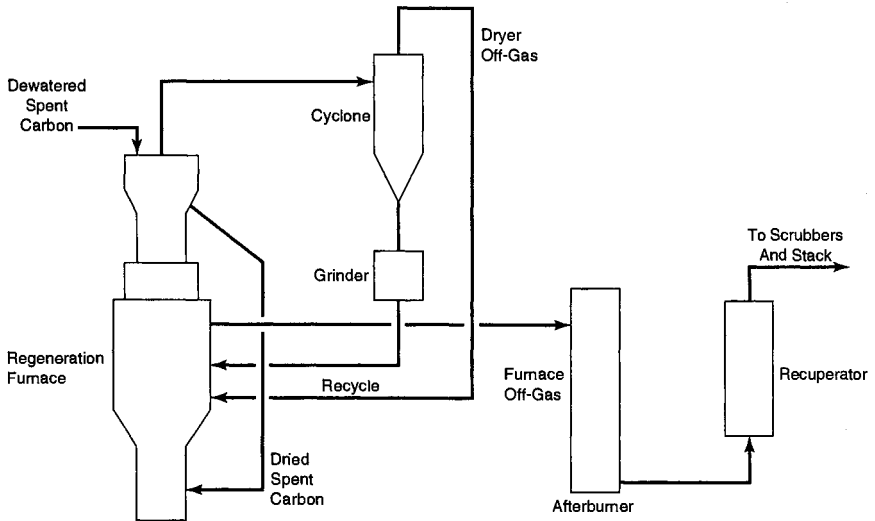 Dryer
Off-Gas
Dewatered
Spent
Carbon
Cyclone
To Scrubbers
And Stack
Grinder
Regeneration
Furnace
Recycle
Furnace
Off-Gas
Recuperator
Dried
Spent
Carbon
Afterburner